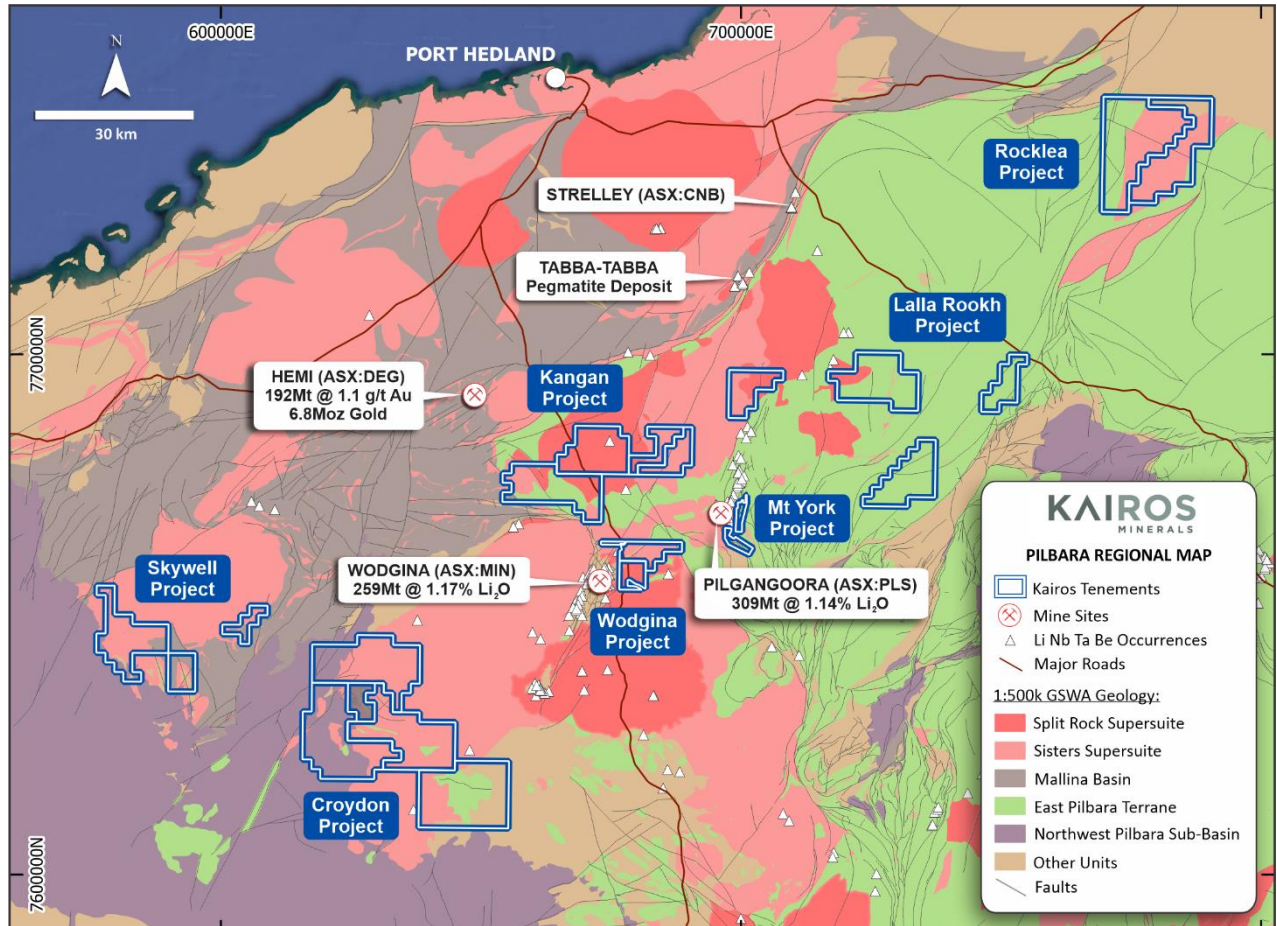 600000E
700000E
N
30 km
PORT HEDLAND
STRELLEY (ASX:CNB)
TABBA-TABBA
Pegmatite Deposit
Rocklea
Project
Lalla Rookh
Project
7700000N
HEMI (ASX:DEG)
192Mt @ 1.1 g/t Au
6.8Moz Gold
Kangan
Project
Mt York
Project
Skywell
Project
WODGINA (ASX:MIN)
259Mt @ 1.17% Li₂O
Wodgina
Project
PILGANGOORA (ASX:PLS)
309Mt @ 1.14% Li₂O
Croydon
Project
7600000N
KAIROS
MINERALS
PILBARA REGIONAL MAP
Kairos Tenements
Mine Sites
Li Nb Ta Be Occurrences
Major Roads
1:500k GSWA Geology:
Split Rock Supersuite
Sisters Supersuite
Mallina Basin
East Pilbara Terrane
Northwest Pilbara Sub-Basin
Other Units
Faults